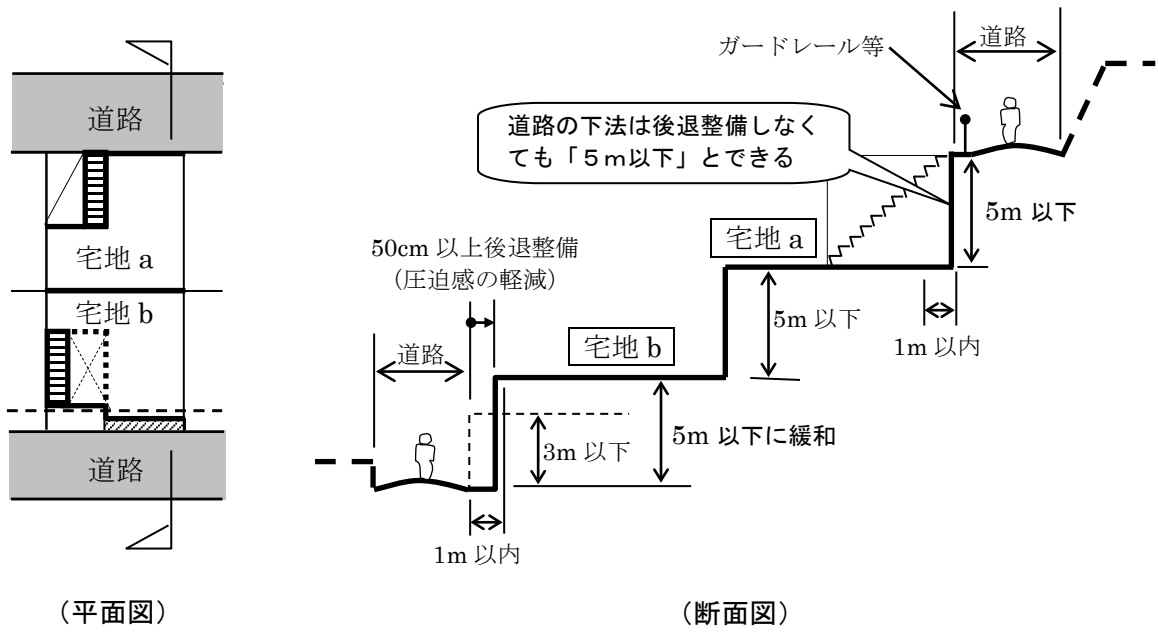 道路
宅地 a
宅地 b
道路
（平面図）
ガードレール等
道路
道路の下法は後退整備しなく
ても「５ｍ以下」とできる
5m 以下
宅地 a
50cm 以上後退整備
（圧迫感の軽減）
5m 以下
1m 以内
宅地 b
道路
3m 以下
5m 以下に緩和
1m 以内
（断面図）